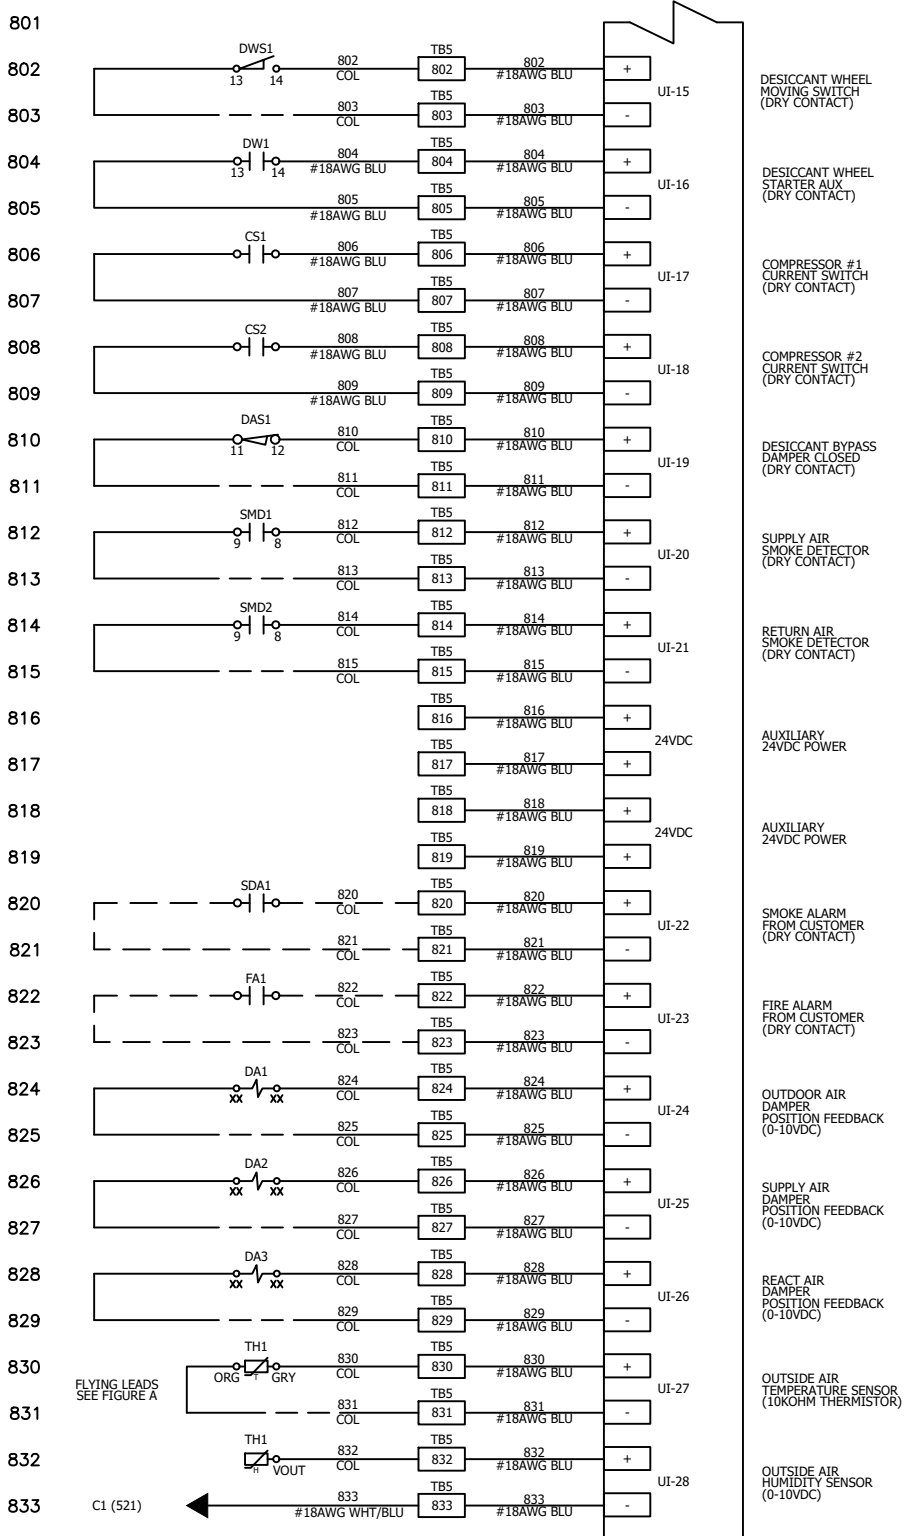 801
DWS1
TB5
802 802 802 802
13 14 COL #18AWG BLU +
UI-15
DESICCANT WHEEL
MOVING SWITCH
(DRY CONTACT)
TB5
803 803 803 803
COL #18AWG BLU -
DW1
TB5
804 804 804 804
13 14 #18AWG BLU #18AWG BLU +
UI-16
DESICCANT WHEEL
STARTER AUX
(DRY CONTACT)
TB5
805 805 805 805
#18AWG BLU #18AWG BLU -
CS1
TB5
806 806 806 806
#18AWG BLU #18AWG BLU +
UI-17
COMPRESSOR #1
CURRENT SWITCH
(DRY CONTACT)
TB5
807 807 807 807
#18AWG BLU #18AWG BLU -
CS2
TB5
808 808 808 808
#18AWG BLU #18AWG BLU +
UI-18
COMPRESSOR #2
CURRENT SWITCH
(DRY CONTACT)
TB5
809 809 809 809
#18AWG BLU #18AWG BLU -
DAS1
TB5
810 810 810 810
11 12 COL #18AWG BLU +
UI-19
DESICCANT BYPASS
DAMPER CLOSED
(DRY CONTACT)
TB5
811 811 811 811
COL #18AWG BLU -
SMD1
TB5
812 812 812 812
9 8 COL #18AWG BLU +
UI-20
SUPPLY AIR
SMOKE DETECTOR
(DRY CONTACT)
TB5
813 813 813 813
COL #18AWG BLU -
SMD2
TB5
814 814 814 814
9 8 COL #18AWG BLU +
UI-21
RETURN AIR
SMOKE DETECTOR
(DRY CONTACT)
TB5
815 815 815 815
COL #18AWG BLU -
TB5
816 816 816
#18AWG BLU +
24VDC
AUXILIARY
24VDC POWER
TB5
817 817 817
#18AWG BLU +
TB5
818 818 818
#18AWG BLU +
24VDC
AUXILIARY
24VDC POWER
TB5
819 819 819
#18AWG BLU +
SDA1
TB5
820 820 820 820
COL #18AWG BLU +
UI-22
SMOKE ALARM
FROM CUSTOMER
(DRY CONTACT)
TB5
821 821 821 821
COL #18AWG BLU -
FA1
TB5
822 822 822 822
COL #18AWG BLU +
UI-23
FIRE ALARM
FROM CUSTOMER
(DRY CONTACT)
TB5
823 823 823 823
COL #18AWG BLU -
DA1
TB5
824 824 824 824
XX XX COL #18AWG BLU +
UI-24
OUTDOOR AIR
DAMPER
POSITION FEEDBACK
(0-10VDC)
TB5
825 825 825 825
COL #18AWG BLU -
DA2
TB5
826 826 826 826
XX XX COL #18AWG BLU +
UI-25
SUPPLY AIR
DAMPER
POSITION FEEDBACK
(0-10VDC)
TB5
827 827 827 827
COL #18AWG BLU -
DA3
TB5
828 828 828 828
XX XX COL #18AWG BLU +
UI-26
REACT AIR
DAMPER
POSITION FEEDBACK
(0-10VDC)
TB5
829 829 829 829
COL #18AWG BLU -
TH1
TB5
830 830 830 830
ORG T GRY COL #18AWG BLU +
FLYING LEADS
SEE FIGURE A
UI-27
OUTSIDE AIR
TEMPERATURE SENSOR
(10KOHM THERMISTOR)
TB5
831 831 831 831
COL #18AWG BLU -
TH1
TB5
832 832 832 832
H VOUT COL #18AWG BLU +
UI-28
OUTSIDE AIR
HUMIDITY SENSOR
(0-10VDC)
TB5
833 C1 (521) 833 833 833
#18AWG WHT/BLU #18AWG BLU -